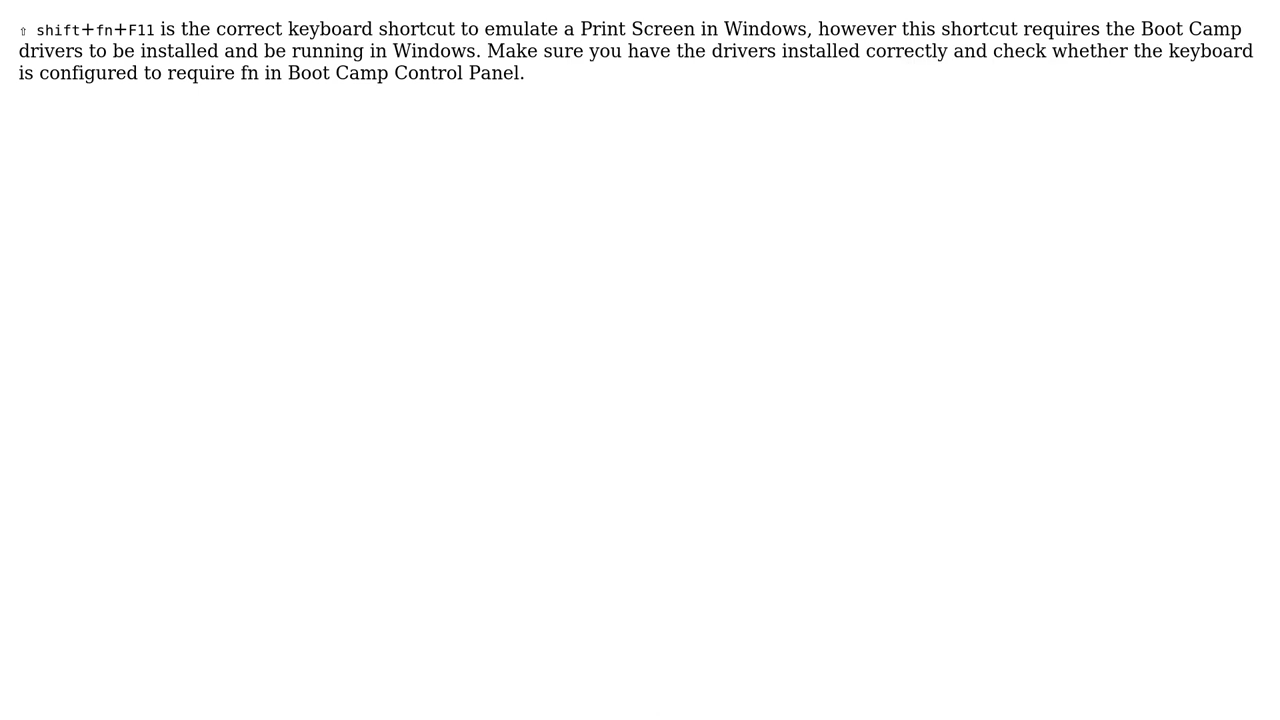 ⇧ shift+fn+F11 is the correct keyboard shortcut to emulate a Print Screen in Windows, however this shortcut requires the Boot Camp
drivers to be installed and be running in Windows. Make sure you have the drivers installed correctly and check whether the keyboard
is configured to require fn in Boot Camp Control Panel.